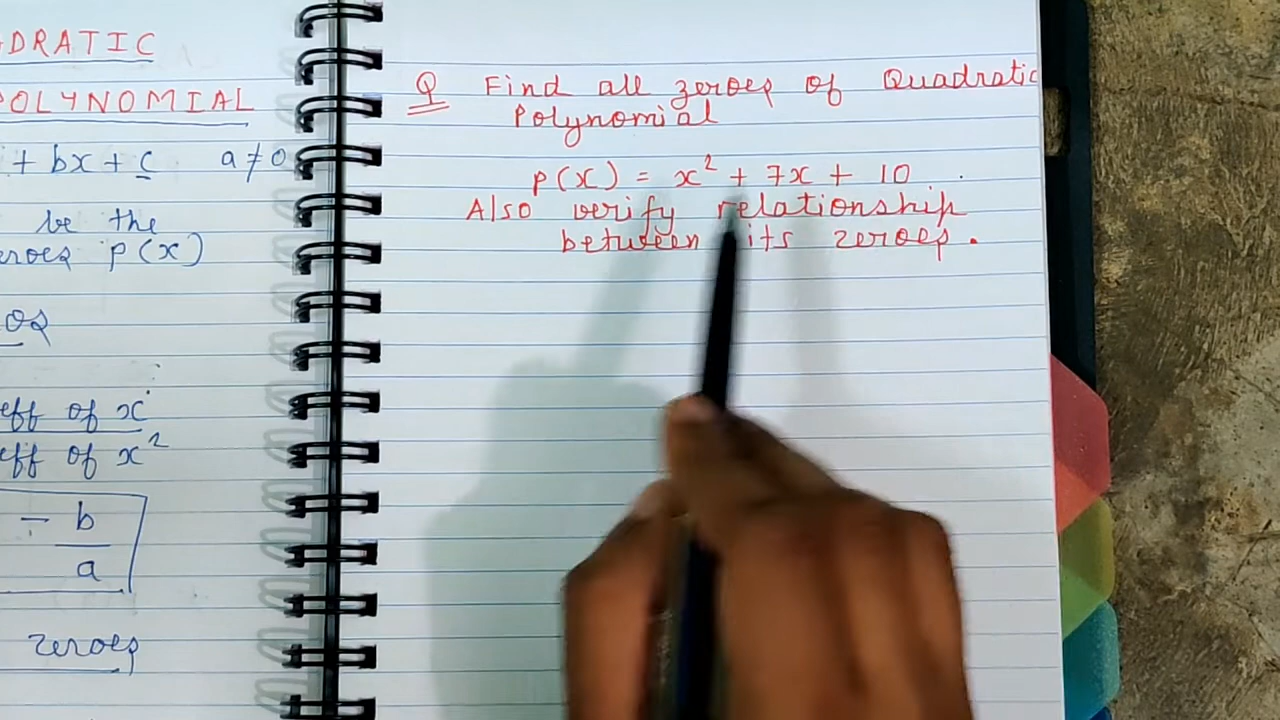 DRATIC
OLYNOMIAL
+ bx + c a ≠ 0
be the
eroes p(x)
eff of x
eff of x²
- b
a
zeroes
Q Find all zeroes of Quadratic
Polynomial
p(x) = x² + 7x + 10
Also verify relationship
between its zeroes.